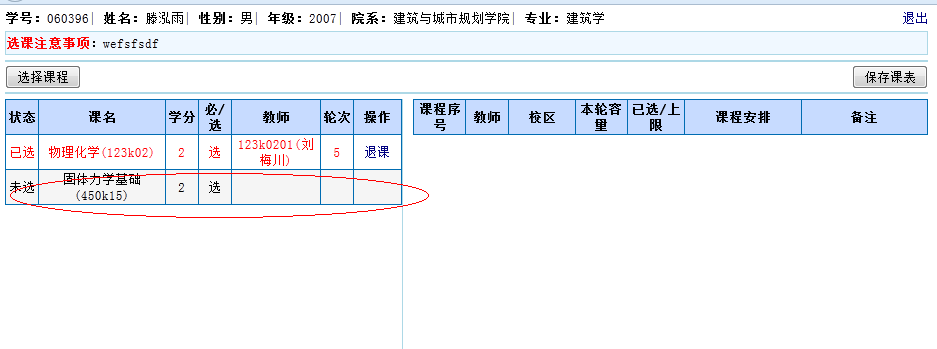 学号：060396| 姓名：滕泓雨| 性别：男| 年级：2007| 院系：建筑与城市规划学院| 专业：建筑学 退出
选课注意事项：wefsfsdf
选择课程 保存课表
状态 课名 学分 必/选 教师 轮次 操作
已选 物理化学(123k02) 2 选 123k0201(刘梅川) 5 退课
未选 固体力学基础(450k15) 2 选
课程序号 教师 校区 本轮容量 已选/上限 课程安排 备注